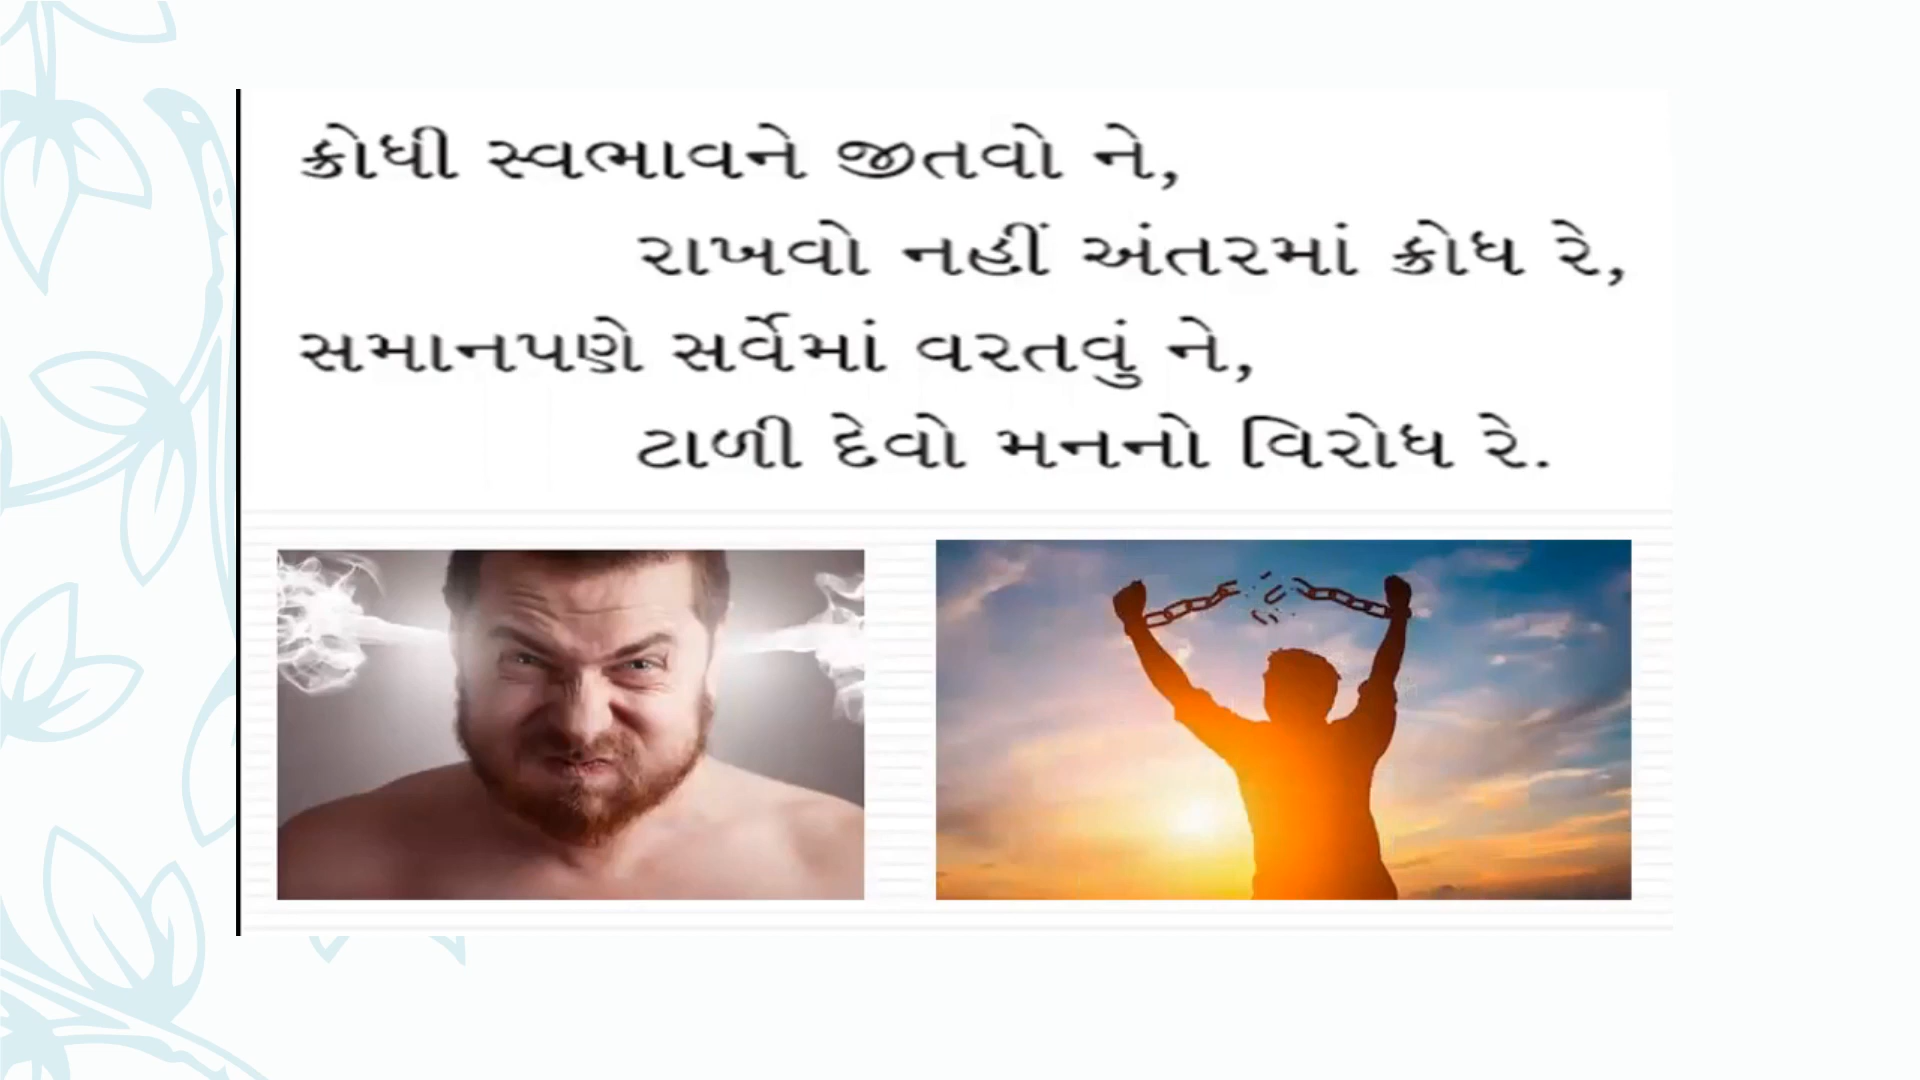 ક્રોધી સ્વભાવને જીતવો ને,
રાખવો નહીં અંતરમાં ક્રોધ રે,
સમાનપણે સર્વેમાં વરતવું ને,
ટાળી દેવો મનનો વિરોધ રે.